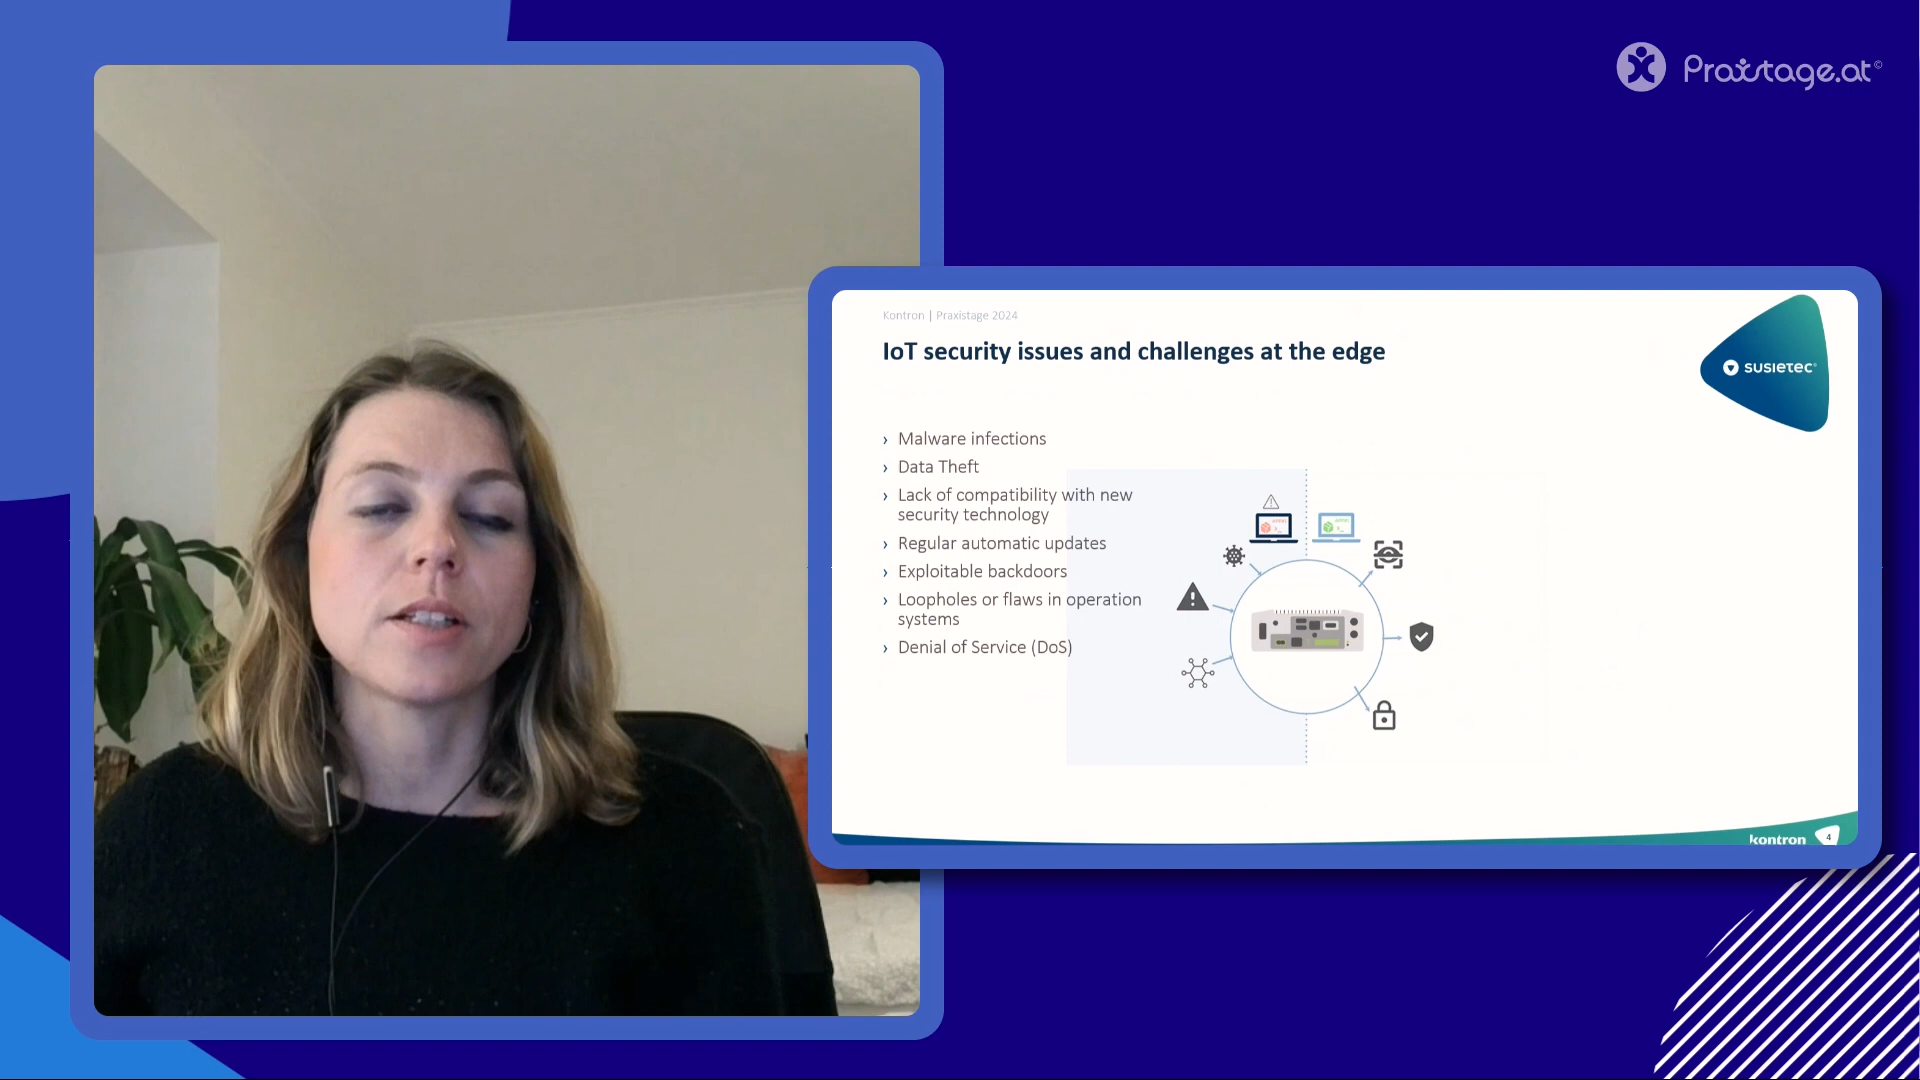 Praxistage.at©
Kontron | Praxistage 2024
IoT security issues and challenges at the edge
susietec®
› Malware infections
› Data Theft
› Lack of compatibility with new
security technology
› Regular automatic updates
› Exploitable backdoors
› Loopholes or flaws in operation
systems
› Denial of Service (DoS)
kontron
4